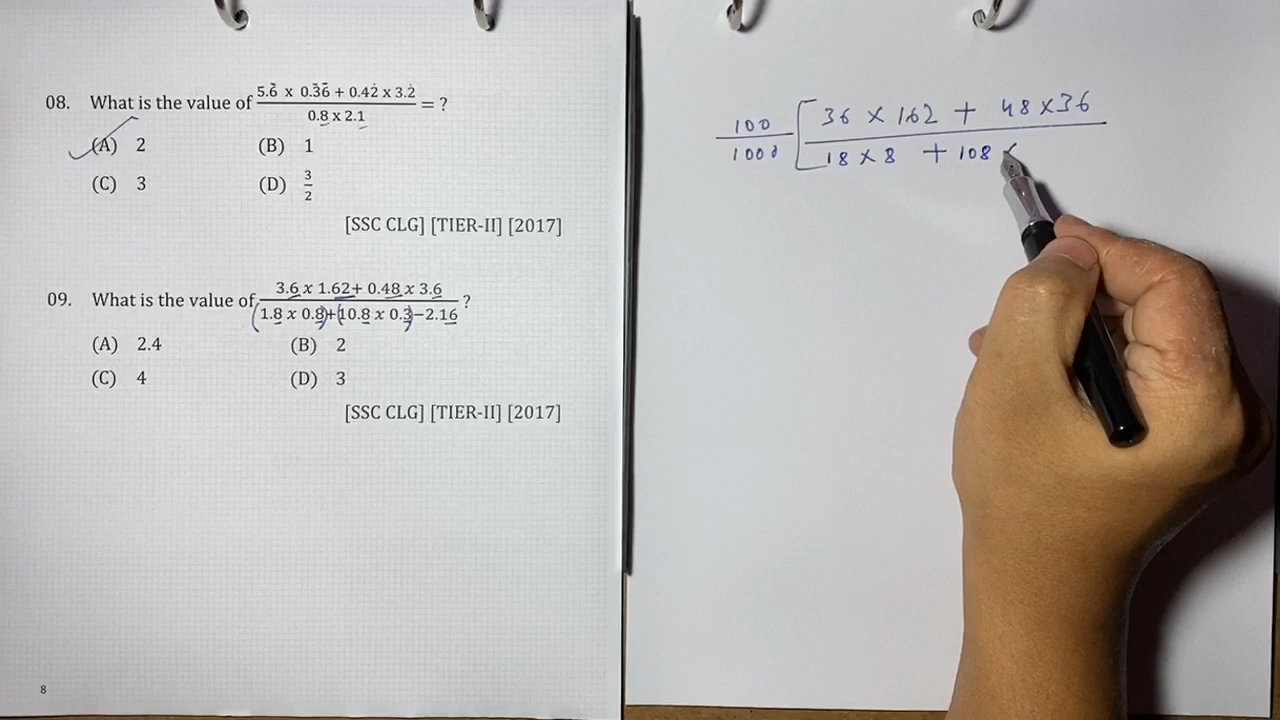 08. What is the value of 5.6̄ x 0.3̄6̄ + 0.42̇ x 3.2̇ / 0.8 x 2.1 = ?
(A) 2 (B) 1
(C) 3 (D) 3/2
[SSC CLG] [TIER-II] [2017]
09. What is the value of 3.6 x 1.62+ 0.48 x 3.6 / (1.8 x 0.8)+(10.8 x 0.3)−2.16 ?
(A) 2.4 (B) 2
(C) 4 (D) 3
[SSC CLG] [TIER-II] [2017]
8
100 [ 36 x 162 + 48 x 36
1000 18 x 8 + 108